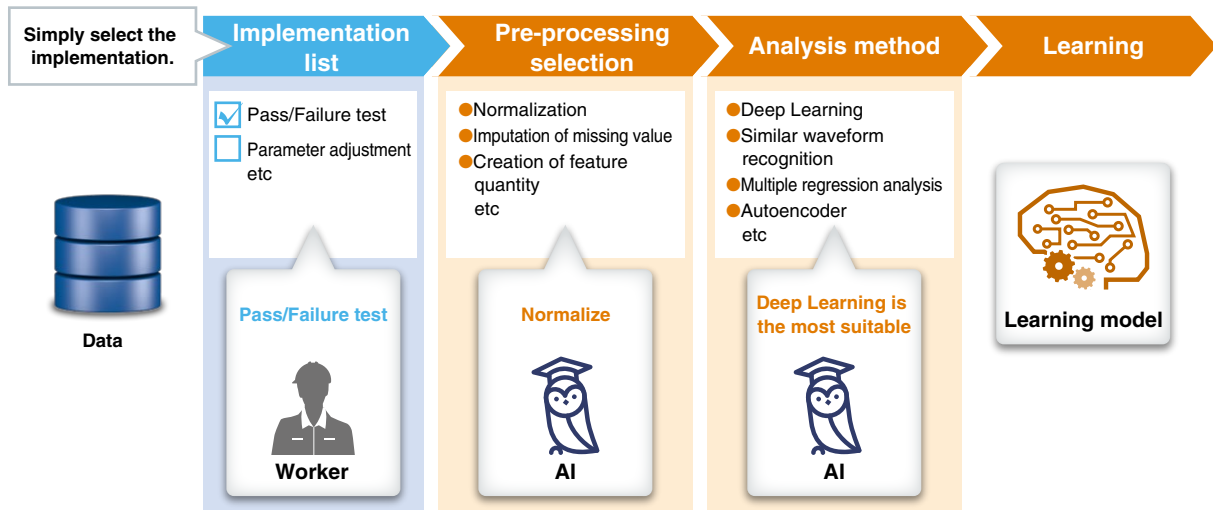 Simply select the
implementation.
Implementation
list
Pre-processing
selection
Analysis method
Learning
Pass/Failure test
Parameter adjustment
etc
●Normalization
●Imputation of missing value
●Creation of feature
quantity
etc
●Deep Learning
●Similar waveform
recognition
●Multiple regression analysis
●Autoencoder
etc
Data
Pass/Failure test
Worker
Normalize
AI
Deep Learning is
the most suitable
AI
Learning model